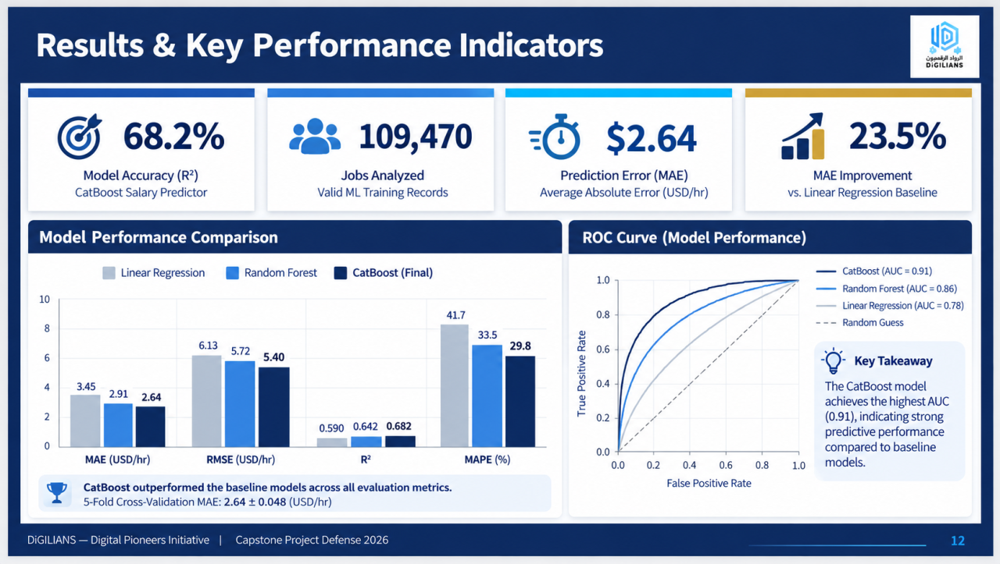 Results & Key Performance Indicators
الرواد الرقميون
DiGILIANS
68.2%
Model Accuracy (R²)
CatBoost Salary Predictor
109,470
Jobs Analyzed
Valid ML Training Records
$2.64
Prediction Error (MAE)
Average Absolute Error (USD/hr)
23.5%
MAE Improvement
vs. Linear Regression Baseline
Model Performance Comparison
Linear Regression
Random Forest
CatBoost (Final)
10
8
6
4
2
0
3.45
2.91
2.64
6.13
5.72
5.40
0.590
0.642
0.682
41.7
33.5
29.8
MAE (USD/hr)
RMSE (USD/hr)
R²
MAPE (%)
CatBoost outperformed the baseline models across all evaluation metrics.
5-Fold Cross-Validation MAE: 2.64 ± 0.048 (USD/hr)
ROC Curve (Model Performance)
True Positive Rate
1.0
0.8
0.6
0.4
0.2
0.0
0.0
0.2
0.4
0.6
0.8
1.0
False Positive Rate
CatBoost (AUC = 0.91)
Random Forest (AUC = 0.86)
Linear Regression (AUC = 0.78)
Random Guess
Key Takeaway
The CatBoost model
achieves the highest AUC
(0.91), indicating strong
predictive performance
compared to baseline
models.
DiGILIANS — Digital Pioneers Initiative | Capstone Project Defense 2026
12